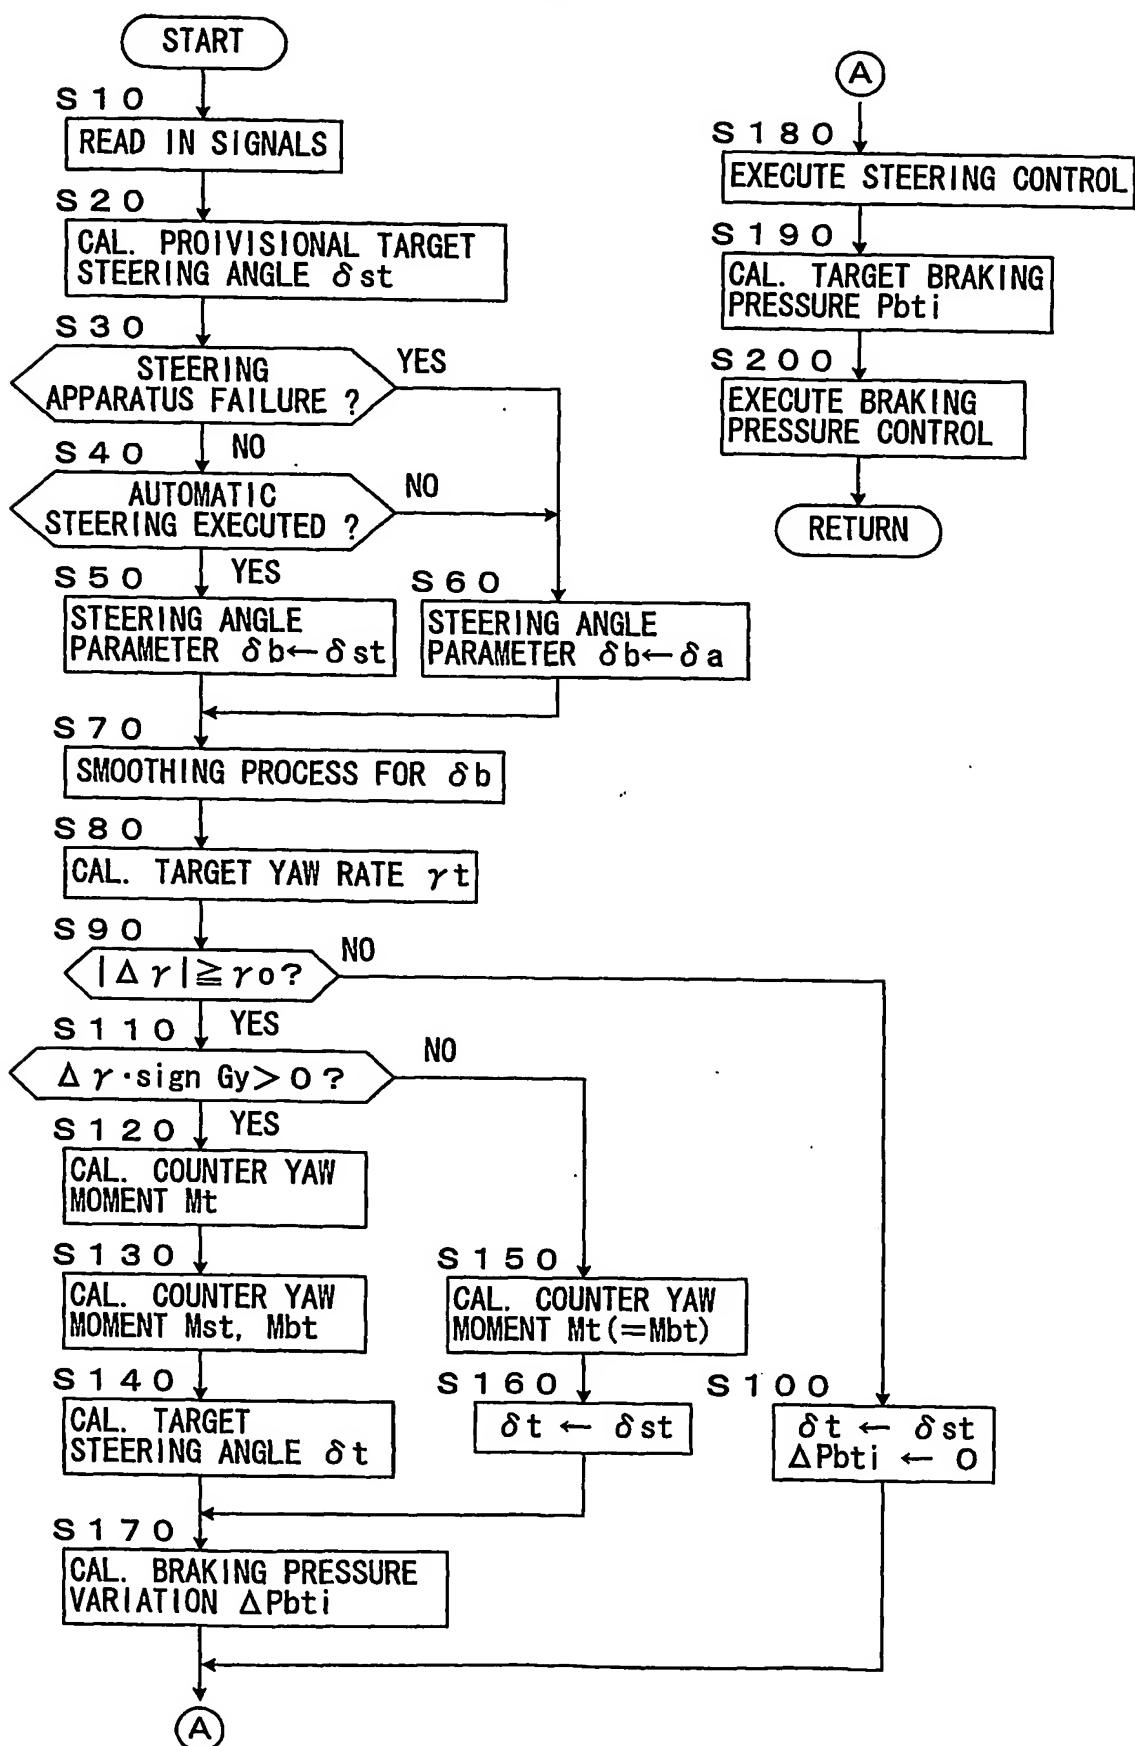 START
S10
READ IN SIGNALS
S20
CAL. PROIVISIONAL TARGET
STEERING ANGLE δst
S30
STEERING
APPARATUS FAILURE ?
YES
NO
S40
AUTOMATIC
STEERING EXECUTED ?
NO
YES
S50
STEERING ANGLE
PARAMETER δb←δst
S60
STEERING ANGLE
PARAMETER δb←δa
S70
SMOOTHING PROCESS FOR δb
S80
CAL. TARGET YAW RATE γt
S90
|Δγ|≧γo?
NO
YES
S110
Δγ·sign Gy>0?
NO
YES
S120
CAL. COUNTER YAW
MOMENT Mt
S130
CAL. COUNTER YAW
MOMENT Mst, Mbt
S140
CAL. TARGET
STEERING ANGLE δt
S150
CAL. COUNTER YAW
MOMENT Mt(=Mbt)
S160
δt ← δst
S100
δt ← δst
ΔPbti ← 0
S170
CAL. BRAKING PRESSURE
VARIATION ΔPbti
A
A
S180
EXECUTE STEERING CONTROL
S190
CAL. TARGET BRAKING
PRESSURE Pbti
S200
EXECUTE BRAKING
PRESSURE CONTROL
RETURN